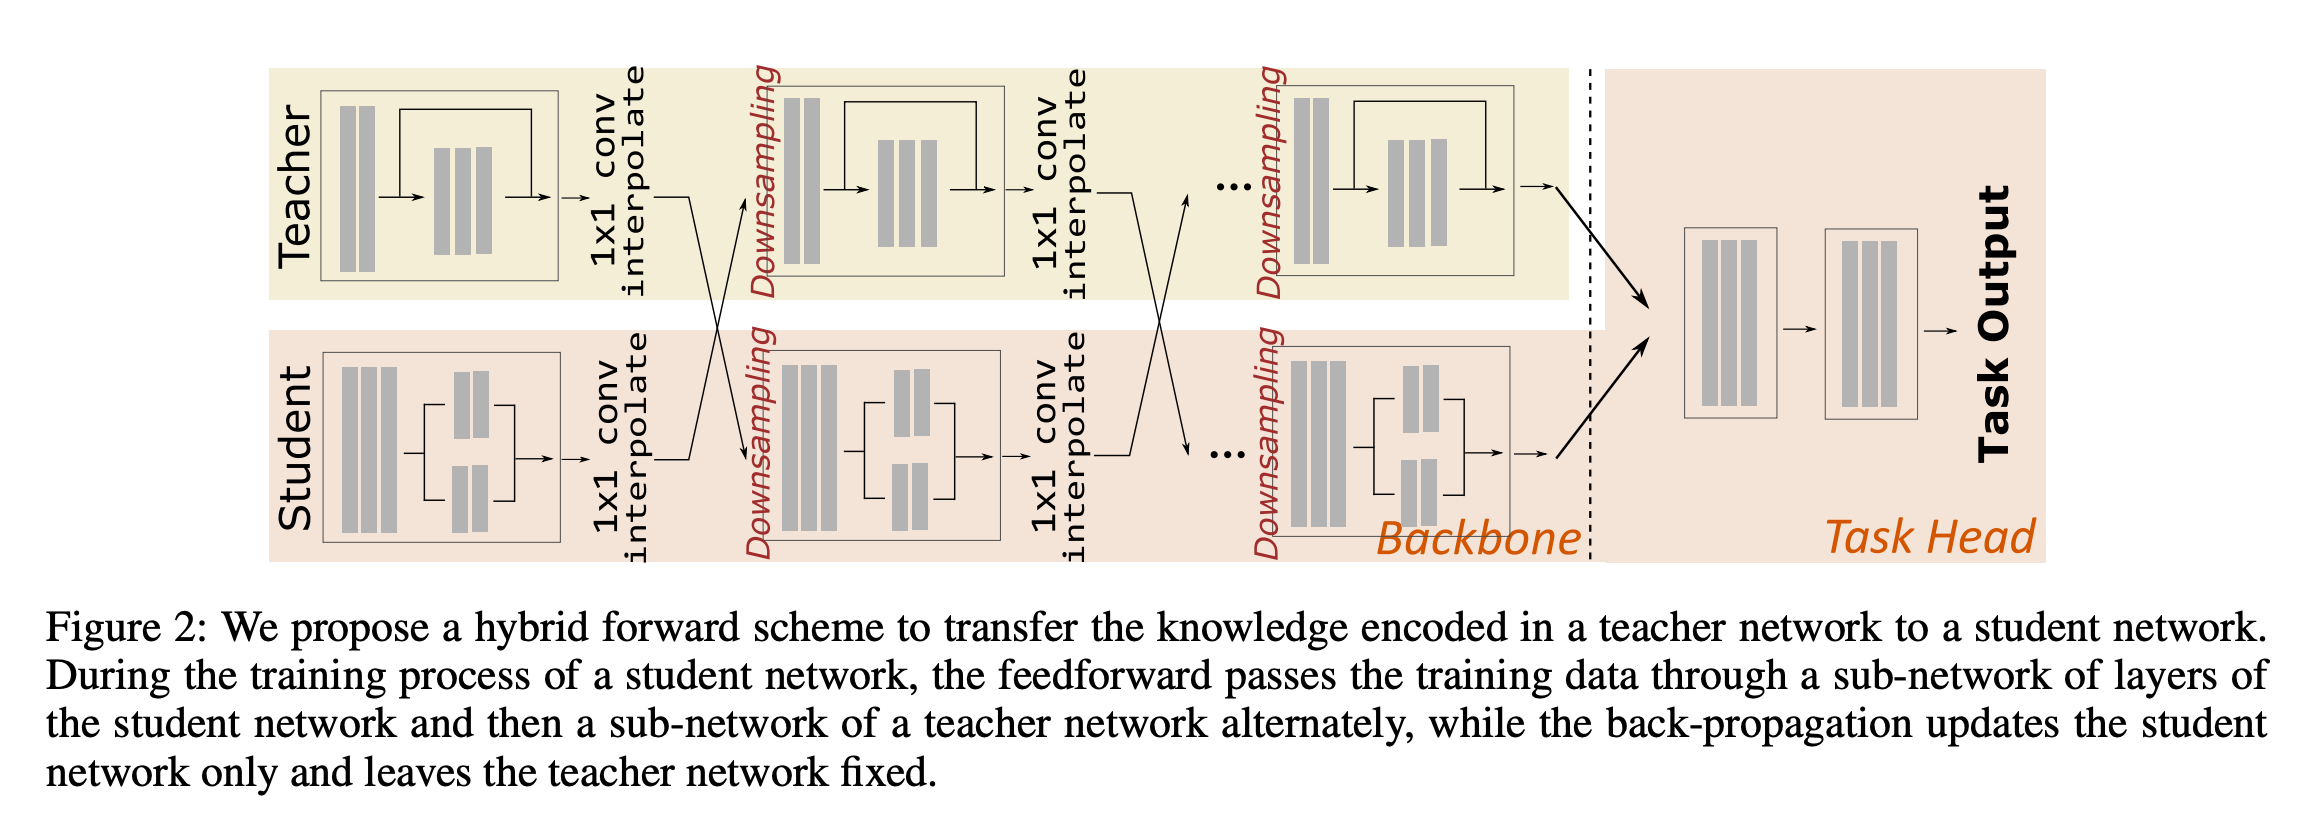 Teacher
1x1 conv
interpolate
Downsampling
1x1 conv
interpolate
...
Downsampling
Student
1x1 conv
interpolate
Downsampling
1x1 conv
interpolate
...
Downsampling
Backbone
Task Output
Task Head
Figure 2: We propose a hybrid forward scheme to transfer the knowledge encoded in a teacher network to a student network.
During the training process of a student network, the feedforward passes the training data through a sub-network of layers of
the student network and then a sub-network of a teacher network alternately, while the back-propagation updates the student
network only and leaves the teacher network fixed.